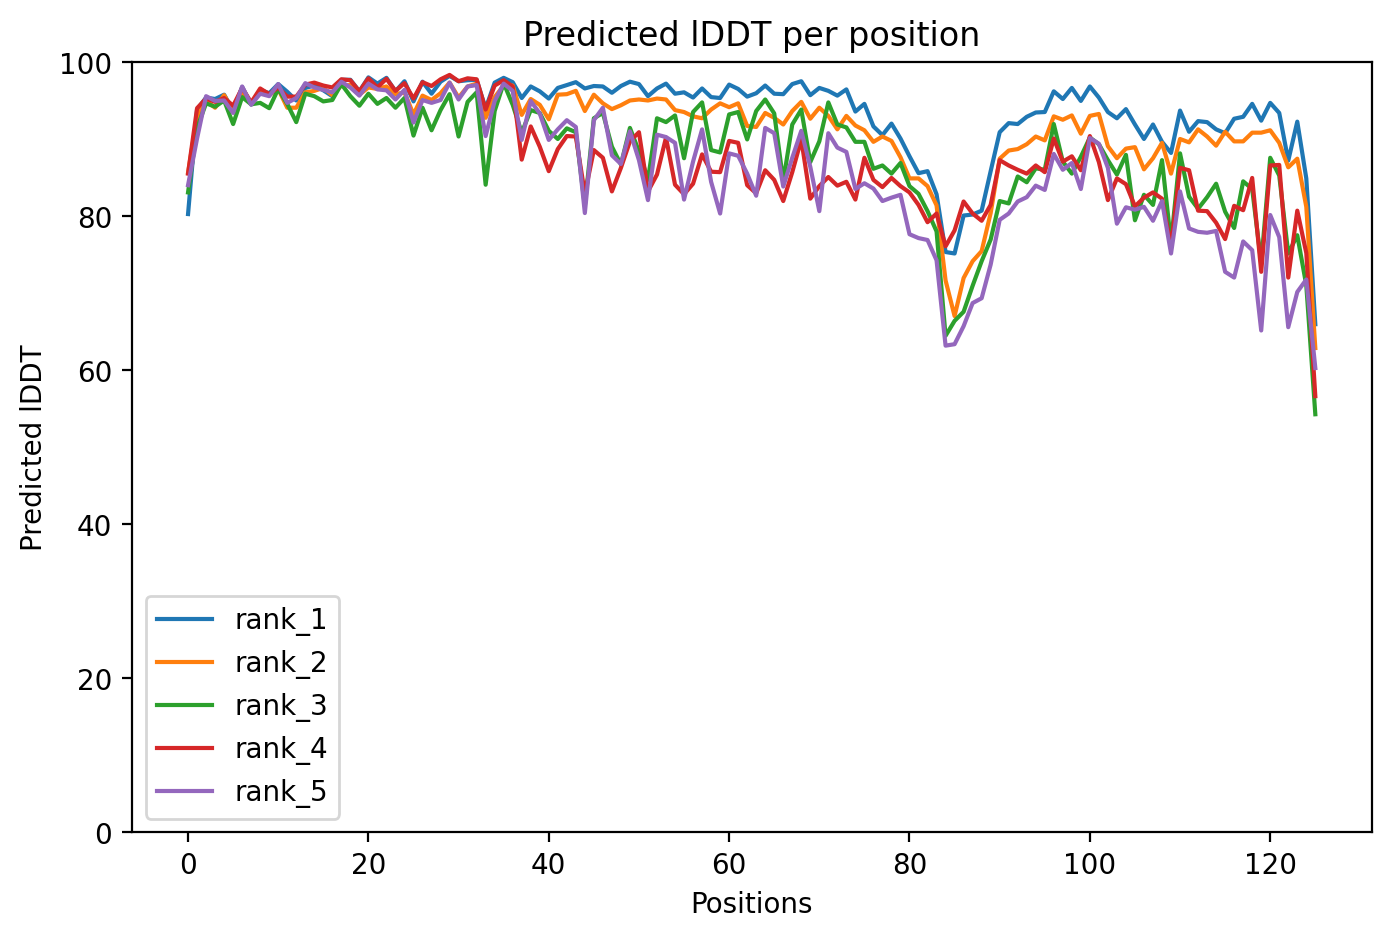 Predicted lDDT per position
100
80
60
40
20
0
Predicted lDDT
rank_1
rank_2
rank_3
rank_4
rank_5
0 20 40 60 80 100 120
Positions